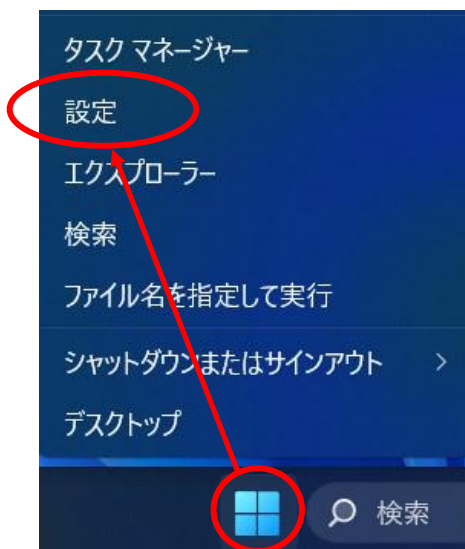 タスク マネージャー
設定
エクスプローラー
検索
ファイル名を指定して実行
シャットダウンまたはサインアウト
デスクトップ
検索